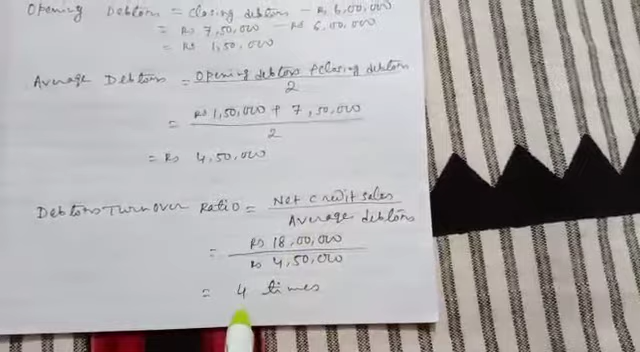 Opening Debtors = closing debtors - Rs 6,00,000
= Rs 7,50,000 - Rs 6,00,000
= Rs 1,50,000
Average Debtors = Opening debtors + closing debtors
2
= Rs 1,50,000 + 7,50,000
2
= Rs 4,50,000
Debtors Turnover Ratio = Net Credit sales
Average debtors
= Rs 18,00,000
Rs 4,50,000
= 4 times